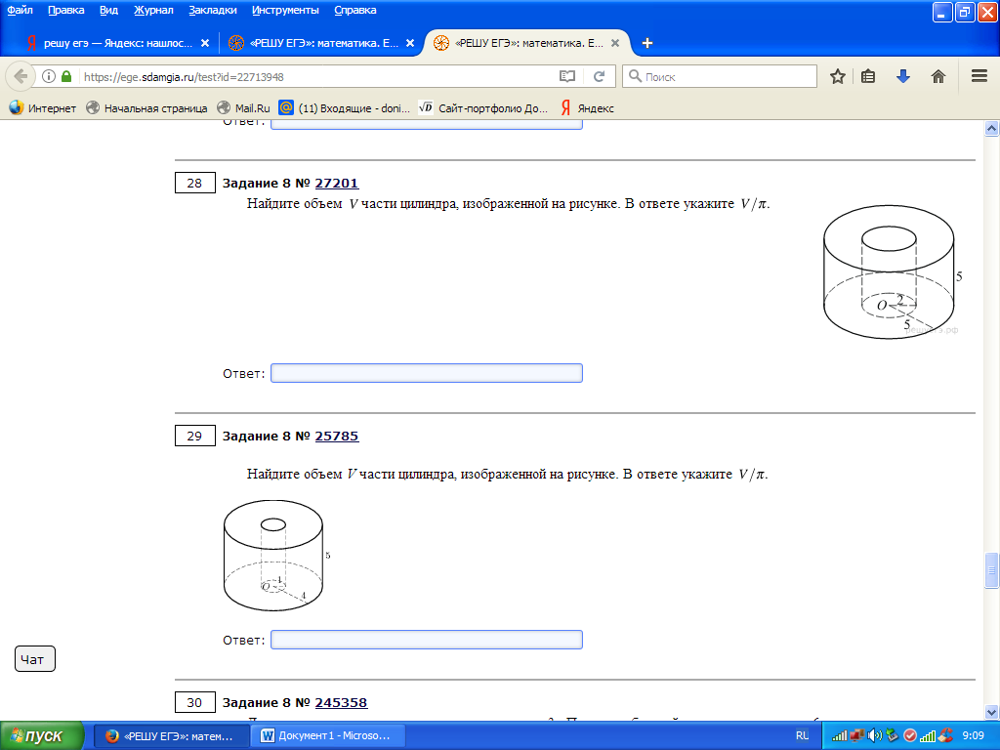 Файл Правка Вид Журнал Закладки Инструменты Справка
решу егэ — Яндекс: нашлос... «РЕШУ ЕГЭ»: математика. Е... «РЕШУ ЕГЭ»: математика. Е...
https://ege.sdamgia.ru/test?id=22713948 Поиск
Интернет Начальная страница Mail.Ru (11) Входящие - doni... Сайт-портфолио До... Яндекс
Ответ:
28 Задание 8 № 27201
Найдите объем V части цилиндра, изображенной на рисунке. В ответе укажите V/π.
5
O 2
5
Ответ:
29 Задание 8 № 25785
Найдите объем V части цилиндра, изображенной на рисунке. В ответе укажите V/π.
5
O 1
4
Ответ:
Чат
30 Задание 8 № 245358
пуск «РЕШУ ЕГЭ»: матем... Документ1 - Microso... RU 9:09